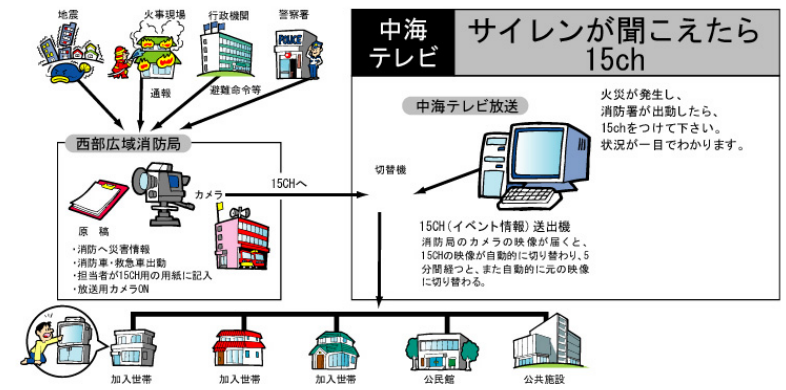 地震
火事現場
行政機関
警察署
POLICE
通報
避難命令等
中海
テレビ
サイレンが聞こえたら
15ch
中海テレビ放送
火災が発生し、
消防署が出動したら、
15chをつけて下さい。
状況が一目でわかります。
西部広域消防局
カメラ
15CHへ
切替機
原稿
・消防へ災害情報
・消防車・救急車出動
・担当者が15CH用の用紙に記入
・放送用カメラON
15CH(イベント情報)送出機
消防局のカメラの映像が届くと、
15CHの映像が自動的に切り替わり、5
分間経つと、また自動的に元の映像
に切り替わる。
加入世帯
加入世帯
加入世帯
公民館
公共施設